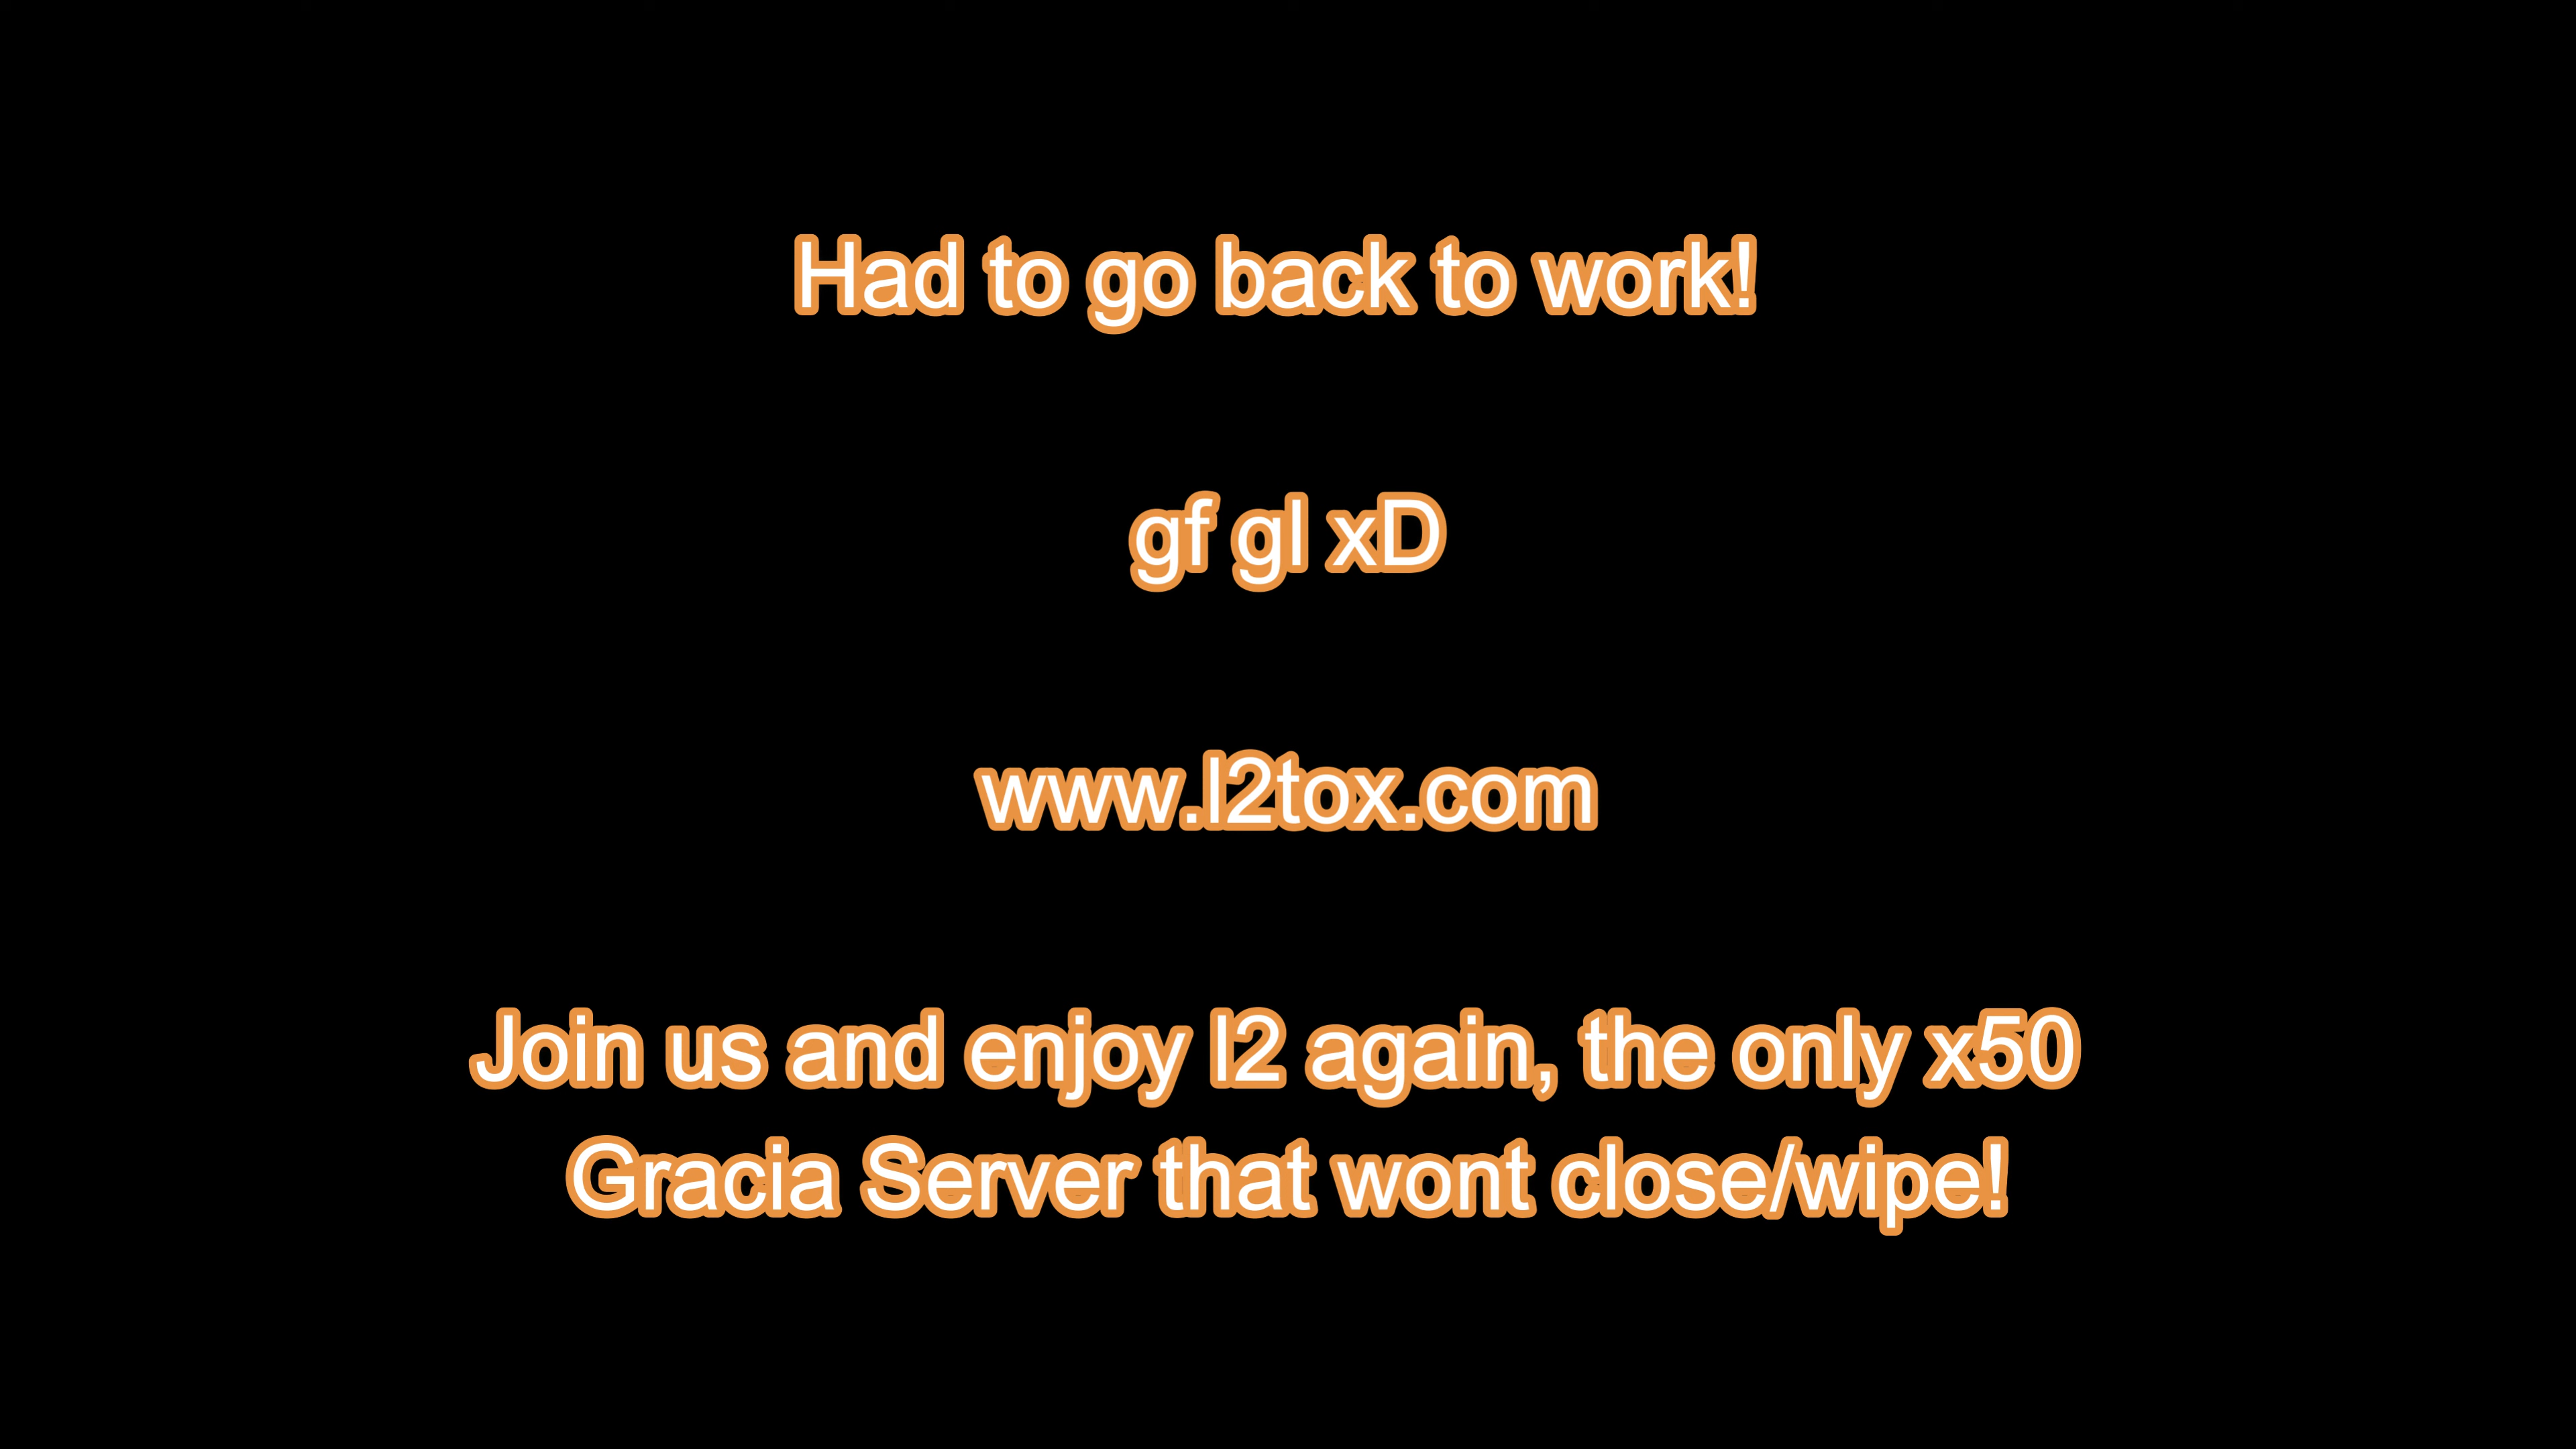 Had to go back to work!
gf gl xD
www.l2tox.com
Join us and enjoy l2 again, the only x50
Gracia Server that wont close/wipe!